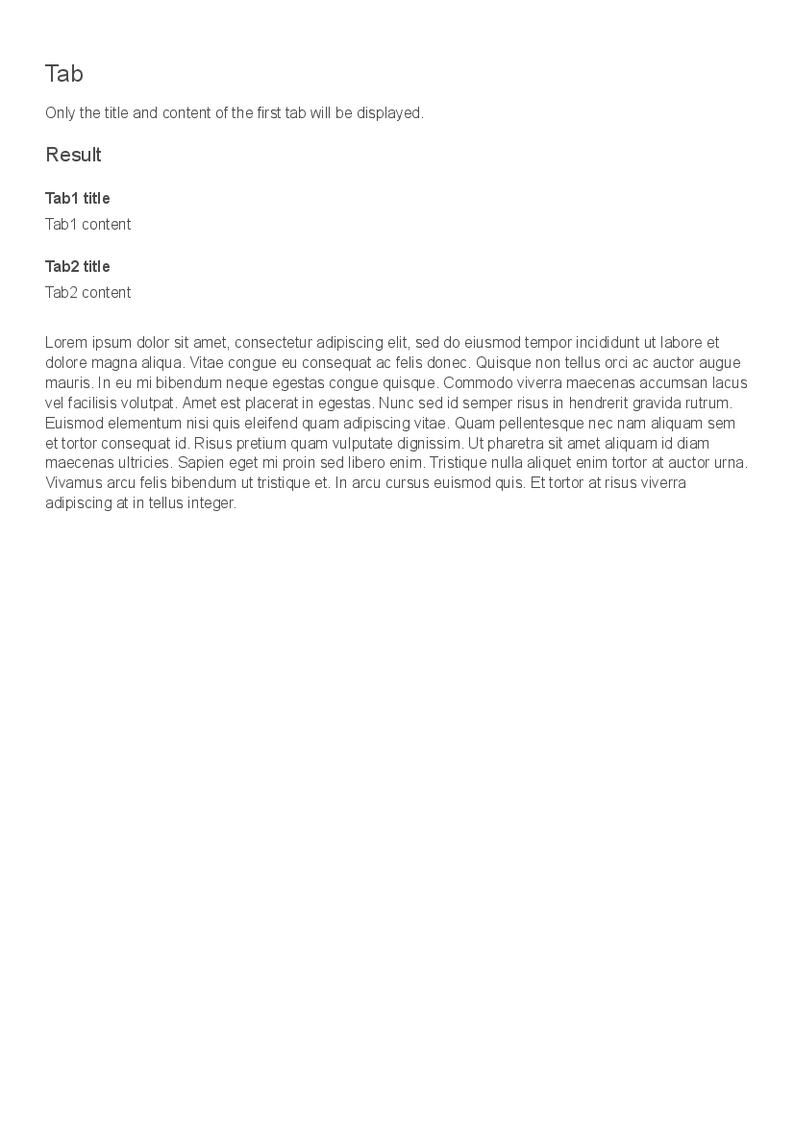 Tab
Only the title and content of the first tab will be displayed.
Result
Tab1 title
Tab1 content
Tab2 title
Tab2 content
Lorem ipsum dolor sit amet, consectetur adipiscing elit, sed do eiusmod tempor incididunt ut labore et
dolore magna aliqua. Vitae congue eu consequat ac felis donec. Quisque non tellus orci ac auctor augue
mauris. In eu mi bibendum neque egestas congue quisque. Commodo viverra maecenas accumsan lacus
vel facilisis volutpat. Amet est placerat in egestas. Nunc sed id semper risus in hendrerit gravida rutrum.
Euismod elementum nisi quis eleifend quam adipiscing vitae. Quam pellentesque nec nam aliquam sem
et tortor consequat id. Risus pretium quam vulputate dignissim. Ut pharetra sit amet aliquam id diam
maecenas ultricies. Sapien eget mi proin sed libero enim. Tristique nulla aliquet enim tortor at auctor urna.
Vivamus arcu felis bibendum ut tristique et. In arcu cursus euismod quis. Et tortor at risus viverra
adipiscing at in tellus integer.